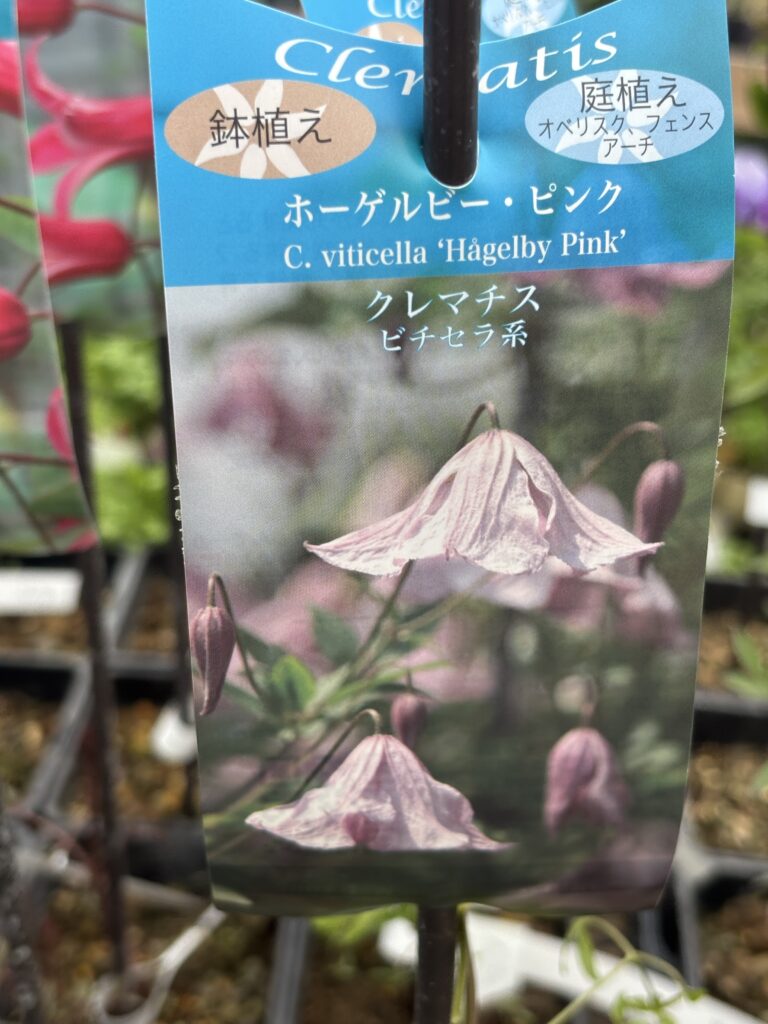 Cle
Clematis
鉢植え
庭植え
オベリスク、フェンス
アーチ
ホーゲルビー・ピンク
C. viticella ‘Hågelby Pink’
クレマチス
ビチセラ系